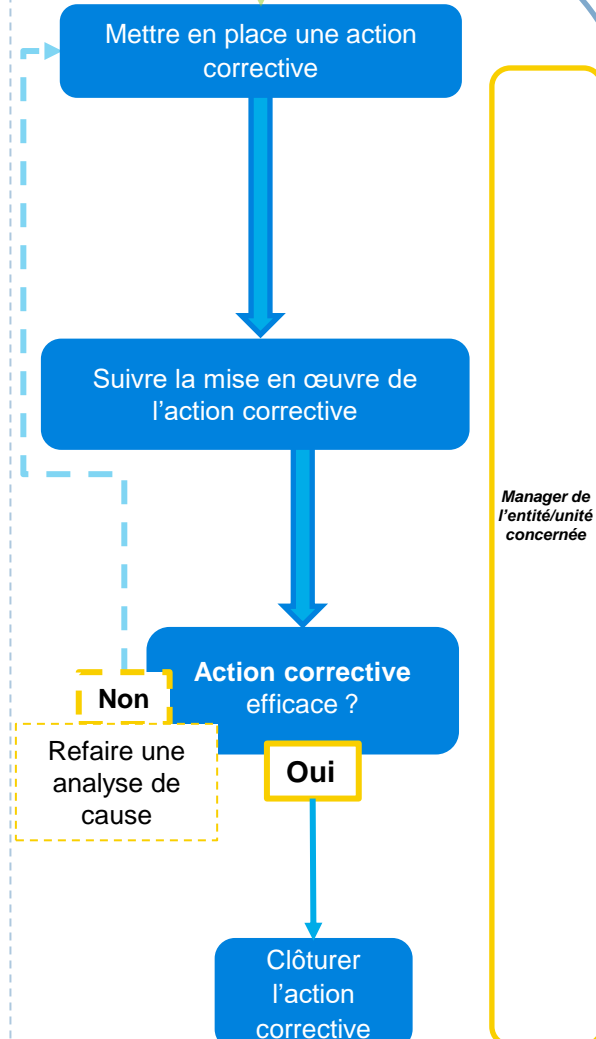 Mettre en place une action
corrective
Suivre la mise en œuvre de
l’action corrective
Manager de
l’entité/unité
concernée
Action corrective
efficace ?
Non
Refaire une
analyse de
cause
Oui
Clôturer
l’action
corrective